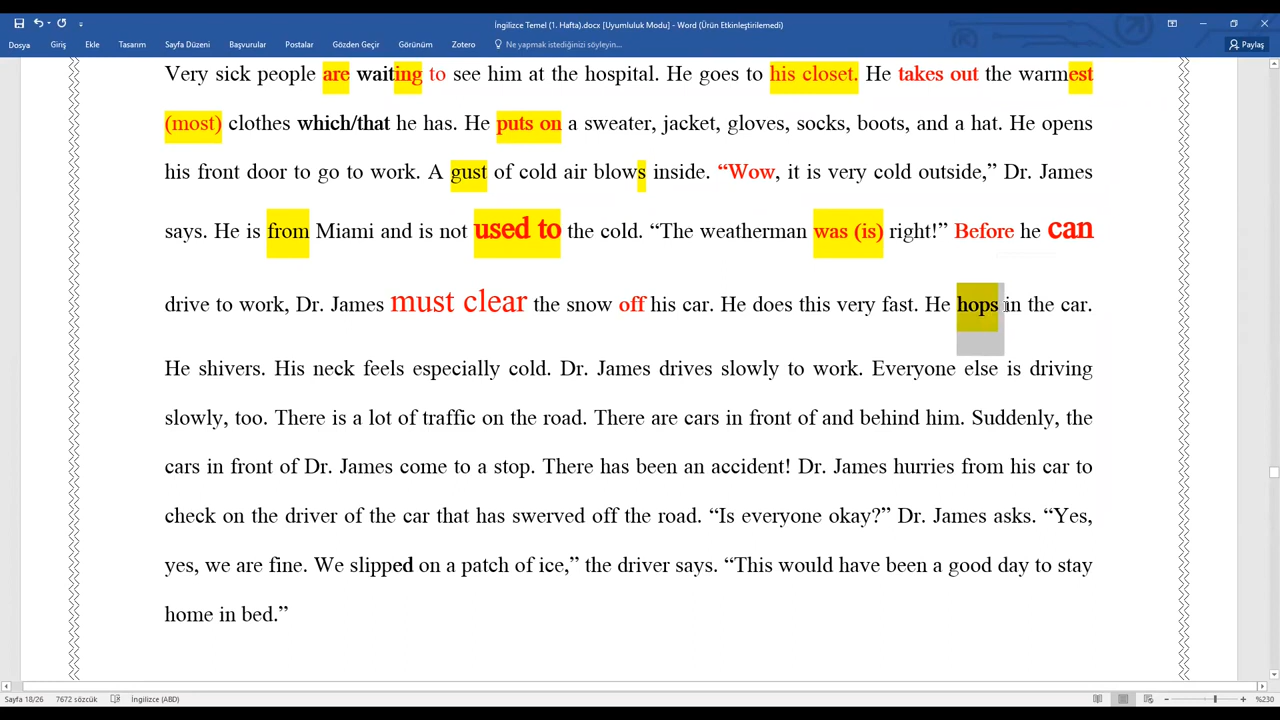 İngilizce Temel (1. Hafta).docx [Uyumluluk Modu] - Word (Ürün Etkinleştirilemedi)
Dosya Giriş Ekle Tasarım Sayfa Düzeni Başvurular Postalar Gözden Geçir Görünüm Zotero Ne yapmak istediğinizi söyleyin... Paylaş
Very sick people are waiting to see him at the hospital. He goes to his closet. He takes out the warmest
(most) clothes which/that he has. He puts on a sweater, jacket, gloves, socks, boots, and a hat. He opens
his front door to go to work. A gust of cold air blows inside. “Wow, it is very cold outside,” Dr. James
says. He is from Miami and is not used to the cold. “The weatherman was (is) right!” Before he can
drive to work, Dr. James must clear the snow off his car. He does this very fast. He hops in the car.
He shivers. His neck feels especially cold. Dr. James drives slowly to work. Everyone else is driving
slowly, too. There is a lot of traffic on the road. There are cars in front of and behind him. Suddenly, the
cars in front of Dr. James come to a stop. There has been an accident! Dr. James hurries from his car to
check on the driver of the car that has swerved off the road. “Is everyone okay?” Dr. James asks. “Yes,
yes, we are fine. We slipped on a patch of ice,” the driver says. “This would have been a good day to stay
home in bed.”
Sayfa 18/26 7672 sözcük İngilizce (ABD) %230